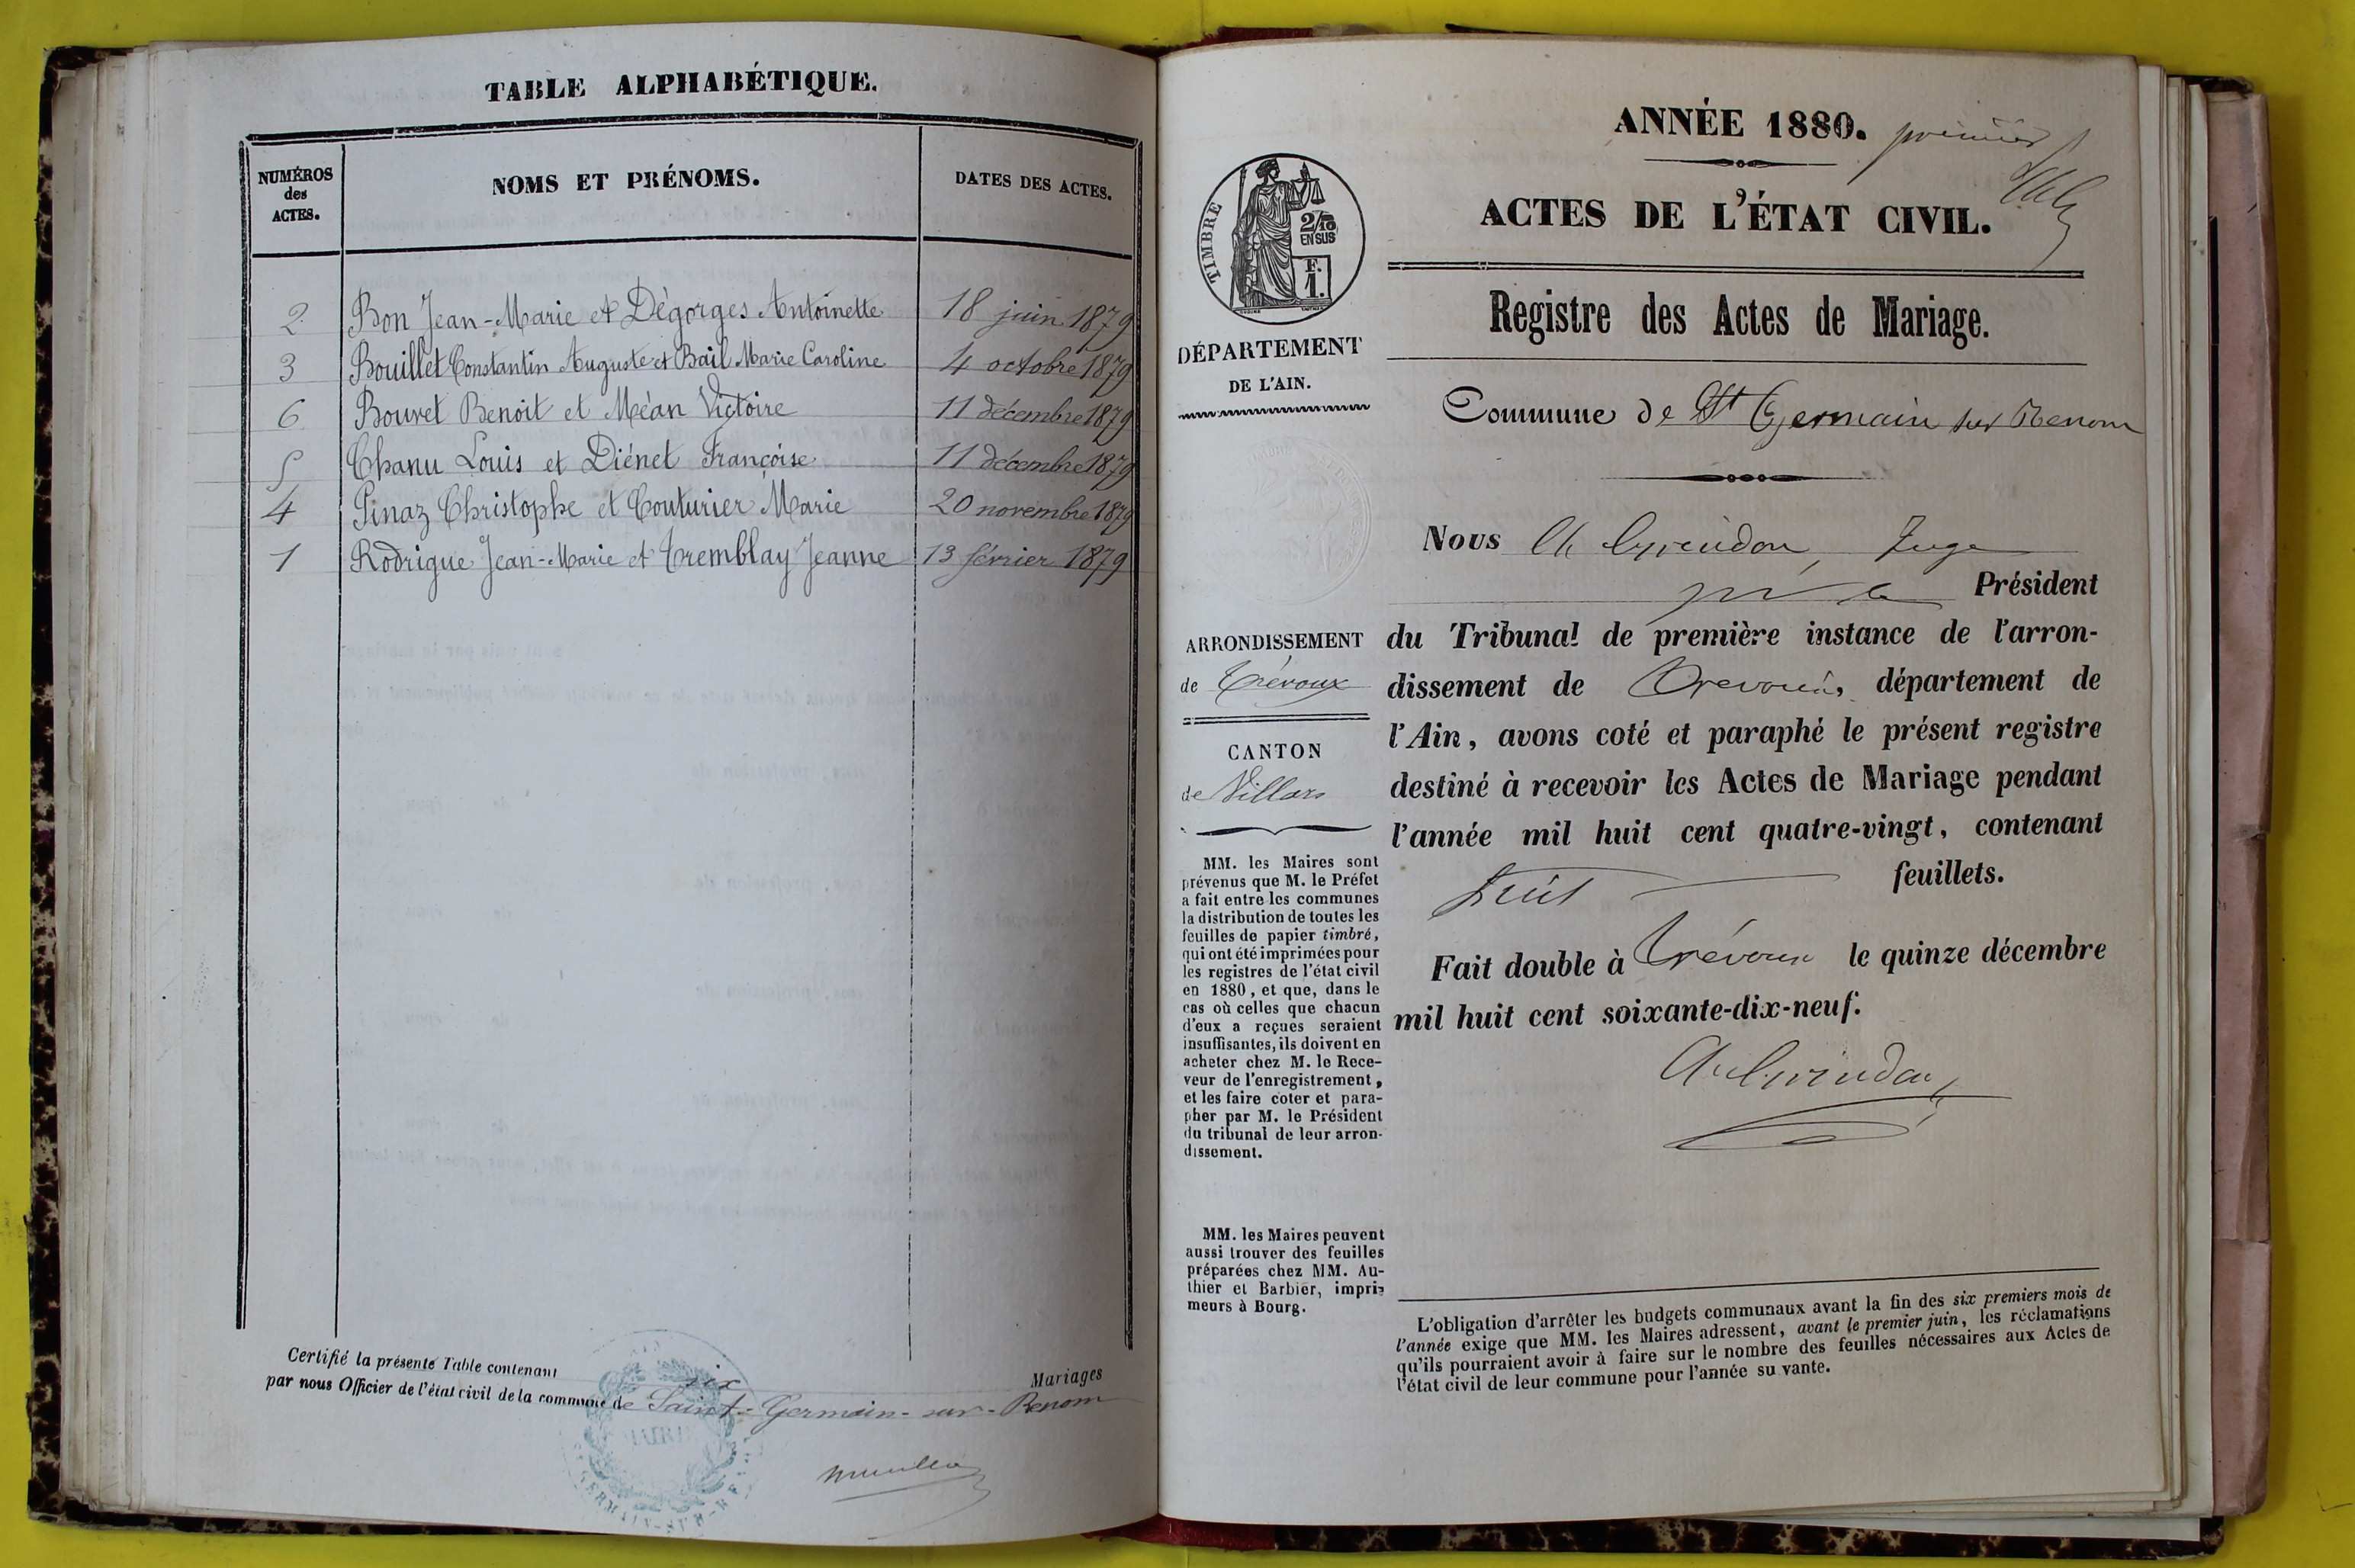 TABLE ALPHABÉTIQUE.
NUMÉROS
des
ACTES.
NOMS ET PRÉNOMS.
DATES DES ACTES.
2 Bon Jean-Marie et Dégorges Antoinette 18 juin 1879
3 Bouillet Constantin Auguste et Bail Marie Caroline 4 octobre 1879
6 Bouvet Benoit et Méan Victoire 11 décembre 1879
5 Chanu Louis et Diénet Françoise 11 décembre 1879
4 Pinaz Christophe et Couturier Marie 20 novembre 1879
1 Rodrigue Jean-Marie et Tremblay Jeanne 13 février 1879
Certifié la présente Table contenant six Mariages
par nous Officier de l'état civil de la commune de Saint-Germain-sur-Renom
MAIRIE
ANNÉE 1880. premier
ACTES DE L'ÉTAT CIVIL.
TIMBRE
2/10
EN SUS
F.
1.
Registre des Actes de Mariage.
DÉPARTEMENT
DE L'AIN.
Commune de St Germain sur Renom
Nous Juge
Président
ARRONDISSEMENT
de Trévoux
CANTON
de Villars
du Tribunal de première instance de l'arron-
dissement de Trévoux, département de
l'Ain, avons coté et paraphé le présent registre
destiné à recevoir les Actes de Mariage pendant
l'année mil huit cent quatre-vingt, contenant
huit feuillets.
Fait double à Trévoux le quinze décembre
mil huit cent soixante-dix-neuf.
MM. les Maires sont
prévenus que M. le Préfet
a fait entre les communes
la distribution de toutes les
feuilles de papier timbré,
qui ont été imprimées pour
les registres de l'état civil
en 1880, et que, dans le
cas où celles que chacun
d'eux a reçues seraient
insuffisantes, ils doivent en
acheter chez M. le Rece-
veur de l'enregistrement,
et les faire coter et para-
pher par M. le Président
du tribunal de leur arron-
dissement.
MM. les Maires peuvent
aussi trouver des feuilles
préparées chez MM. Au-
thier et Barbier, impri-
meurs à Bourg.
L'obligation d'arrêter les budgets communaux avant la fin des six premiers mois de
l'année exige que MM. les Maires adressent, avant le premier juin, les réclamations
qu'ils pourraient avoir à faire sur le nombre des feuilles nécessaires aux Actes de
l'état civil de leur commune pour l'année su vante.